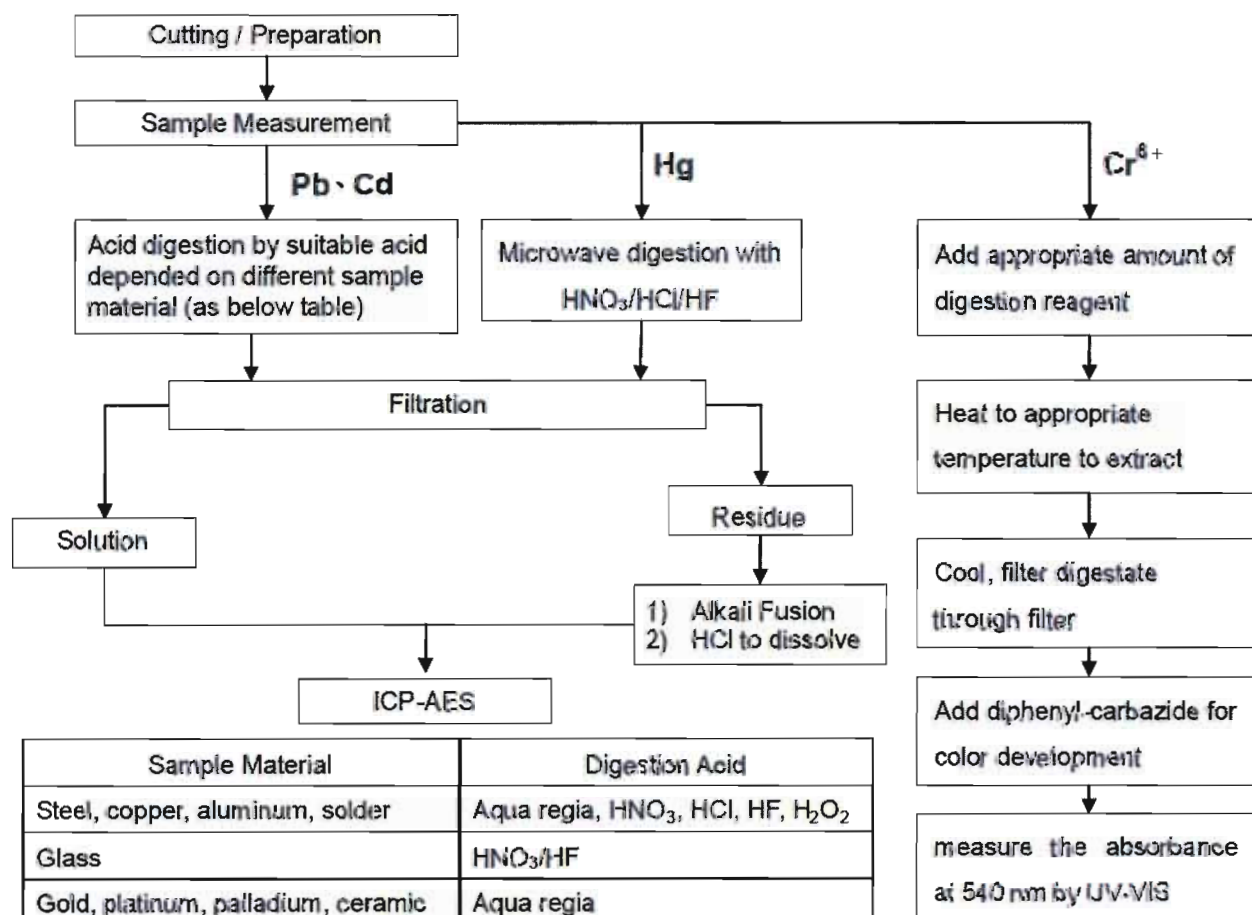 Cutting / Preparation
Sample Measurement
Pb、Cd
Hg
Cr⁶⁺
Acid digestion by suitable acid
depended on different sample
material (as below table)
Microwave digestion with
HNO₃/HCl/HF
Add appropriate amount of
digestion reagent
Filtration
Heat to appropriate
temperature to extract
Solution
Residue
1) Alkali Fusion
2) HCl to dissolve
Cool, filter digestate
through filter
ICP-AES
Add diphenyl-carbazide for
color development
measure the absorbance
at 540 nm by UV-VIS
Sample Material Digestion Acid
Steel, copper, aluminum, solder Aqua regia, HNO₃, HCl, HF, H₂O₂
Glass HNO₃/HF
Gold, platinum, palladium, ceramic Aqua regia